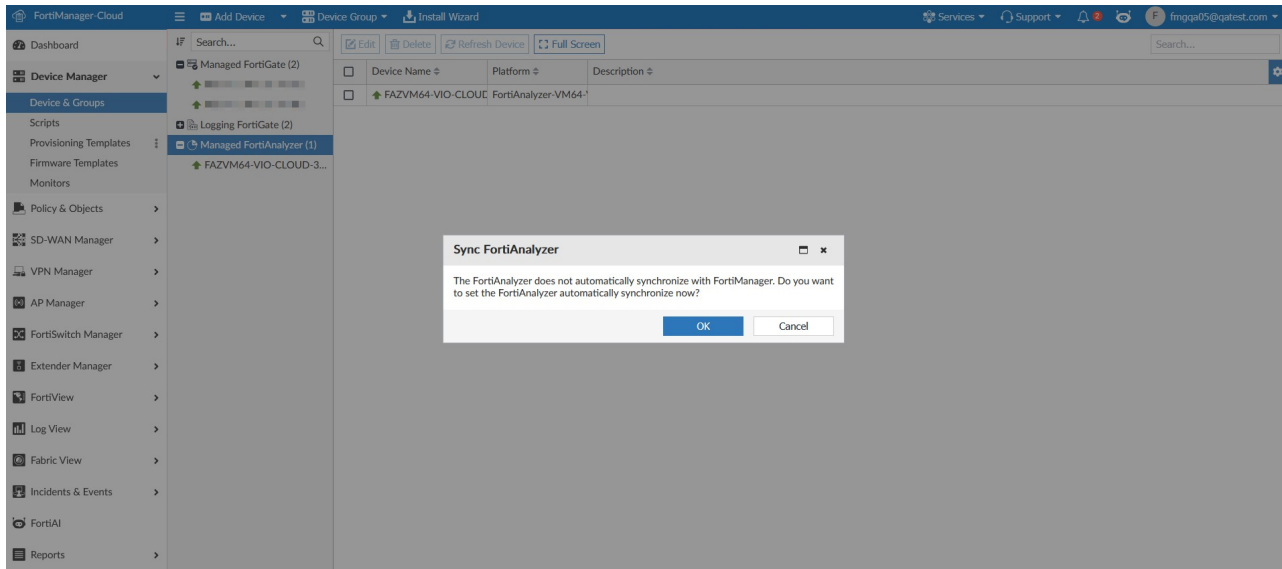 FortiManager-Cloud
Add Device
Device Group
Install Wizard
Services
Support
2
F
fmgqa05@qatest.com
Dashboard
Device Manager
Device & Groups
Scripts
Provisioning Templates
Firmware Templates
Monitors
Policy & Objects
SD-WAN Manager
VPN Manager
AP Manager
FortiSwitch Manager
Extender Manager
FortiView
Log View
Fabric View
Incidents & Events
FortiAI
Reports
Search...
Managed FortiGate (2)
Logging FortiGate (2)
Managed FortiAnalyzer (1)
FAZVM64-VIO-CLOUD-3...
Edit
Delete
Refresh Device
Full Screen
Search...
Device Name
Platform
Description
FAZVM64-VIO-CLOUD
FortiAnalyzer-VM64-
Sync FortiAnalyzer
The FortiAnalyzer does not automatically synchronize with FortiManager. Do you want
to set the FortiAnalyzer automatically synchronize now?
OK
Cancel